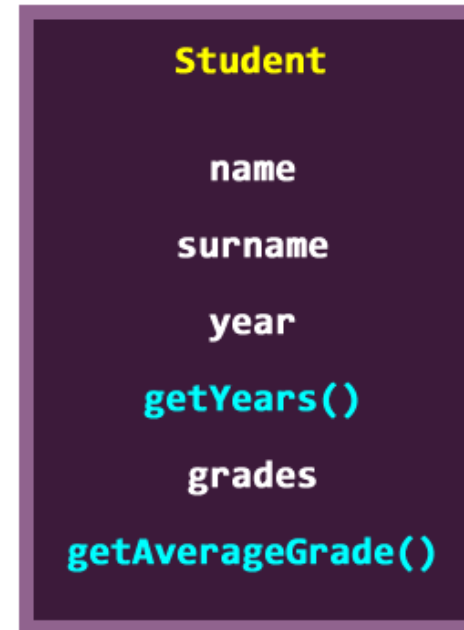 Student
name
surname
year
getYears()
grades
getAverageGrade()